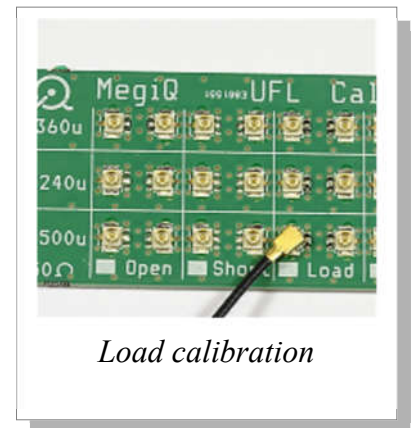 MegiQ UFL Cal
360u
240u
500u
Open Short Load
Load calibration